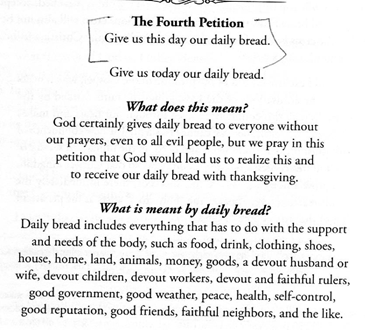 The Fourth Petition
Give us this day our daily bread.
Give us today our daily bread.
What does this mean?
God certainly gives daily bread to everyone without
our prayers, even to all evil people, but we pray in this
petition that God would lead us to realize this and
to receive our daily bread with thanksgiving.
What is meant by daily bread?
Daily bread includes everything that has to do with the support
and needs of the body, such as food, drink, clothing, shoes,
house, home, land, animals, money, goods, a devout husband or
wife, devout children, devout workers, devout and faithful rulers,
good government, good weather, peace, health, self-control,
good reputation, good friends, faithful neighbors, and the like.